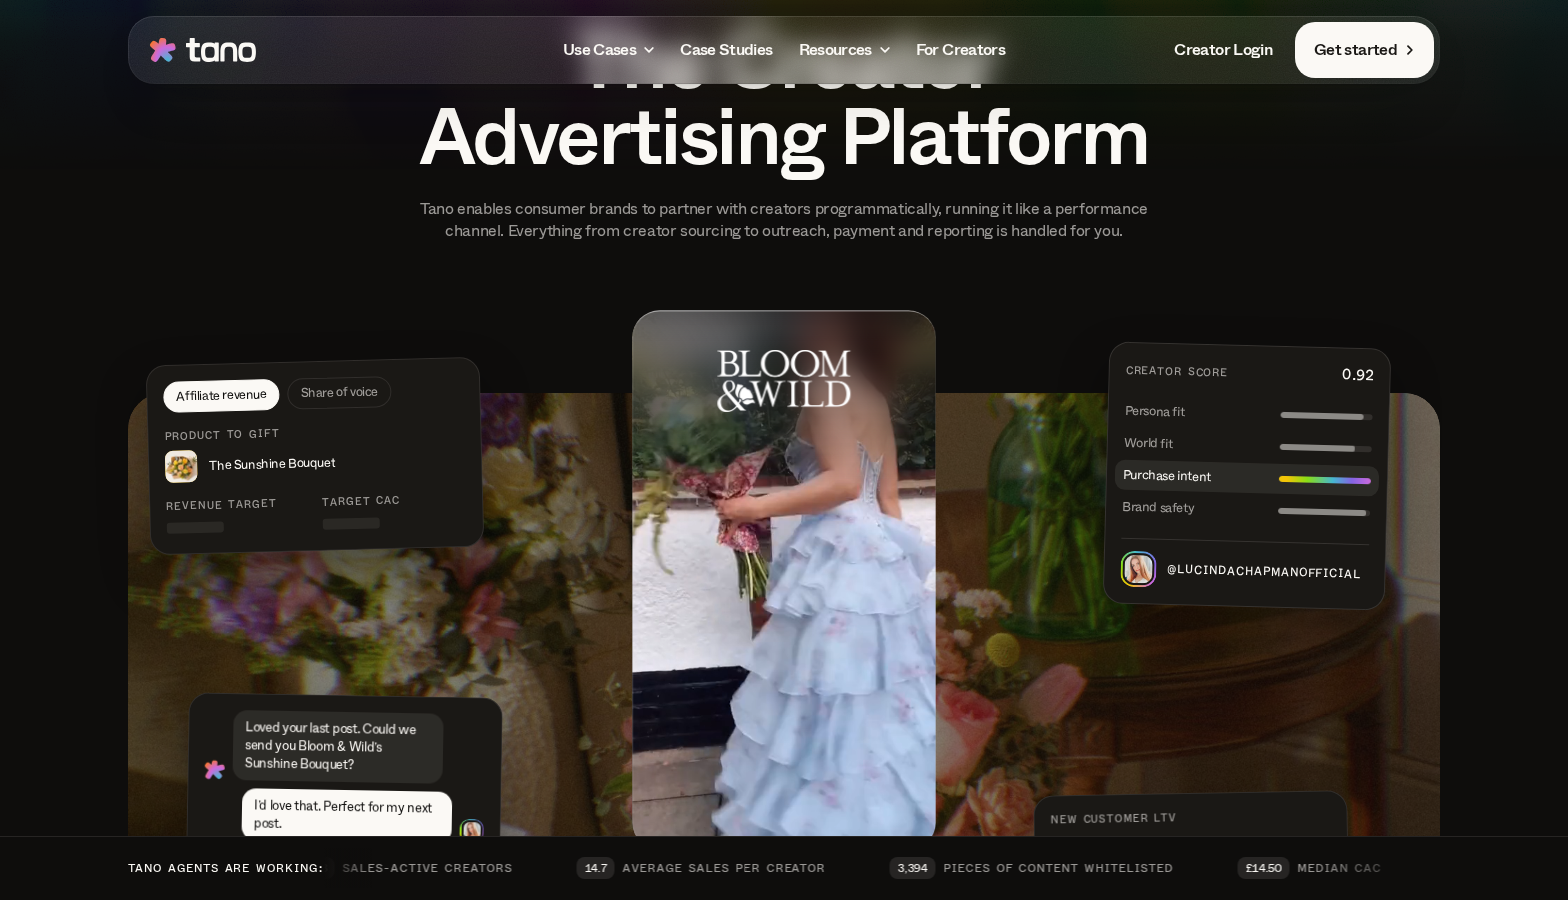 tano
Use Cases
Case Studies
Resources
For Creators
Creator Login
Get started
The Creator
Advertising Platform
Tano enables consumer brands to partner with creators programmatically, running it like a performance
channel. Everything from creator sourcing to outreach, payment and reporting is handled for you.
BLOOM
&WILD
Affiliate revenue
Share of voice
PRODUCT TO GIFT
The Sunshine Bouquet
REVENUE TARGET
TARGET CAC
CREATOR SCORE
0.92
Persona fit
World fit
Purchase intent
Brand safety
@LUCINDACHAPMANOFFICIAL
Loved your last post. Could we
send you Bloom & Wild's
Sunshine Bouquet?
I'd love that. Perfect for my next
post.
NEW CUSTOMER LTV
TANO AGENTS ARE WORKING:
SALES-ACTIVE CREATORS
14.7 AVERAGE SALES PER CREATOR
3,394 PIECES OF CONTENT WHITELISTED
£14.50 MEDIAN CAC